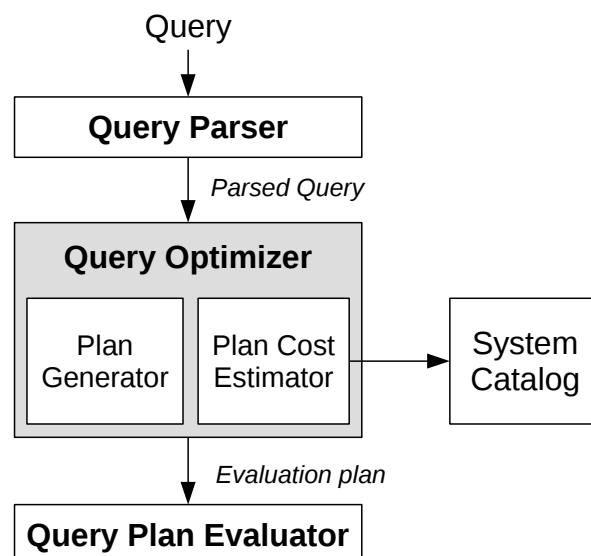 Query
Query Parser
Parsed Query
Query Optimizer
Plan
Generator
Plan Cost
Estimator
System
Catalog
Evaluation plan
Query Plan Evaluator